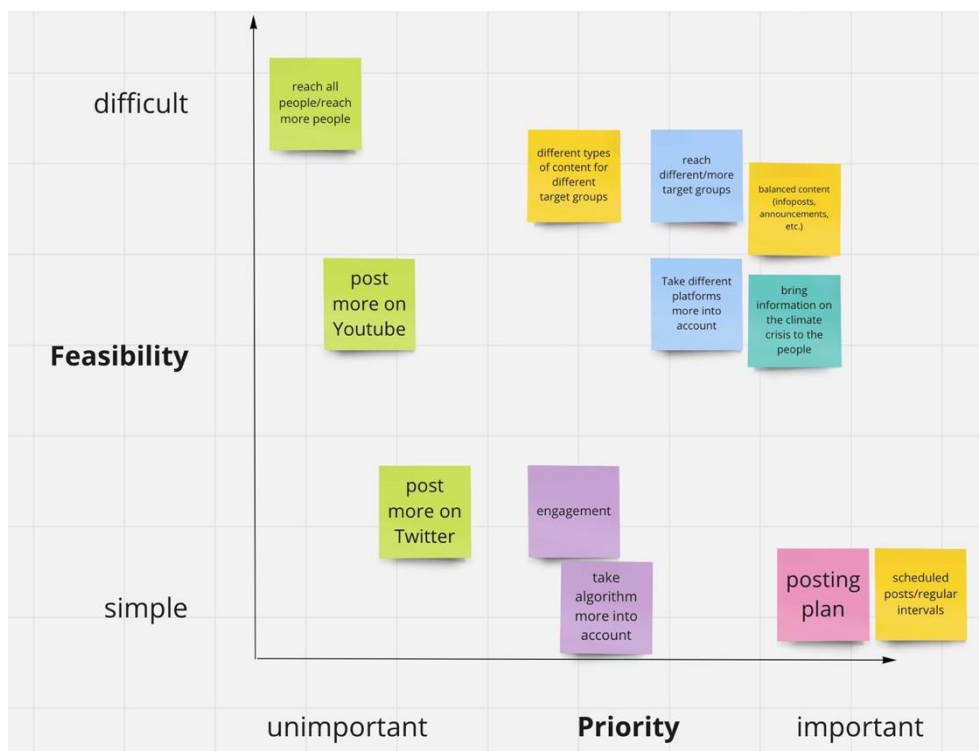 difficult
reach all
people/reach
more people
different types
of content for
different
target groups
reach
different/more
target groups
balanced content
(infoposts,
announcements,
etc.)
post
more on
Youtube
Take different
platforms
more into
account
bring
information on
the climate
crisis to the
people
Feasibility
post
more on
Twitter
engagement
take
algorithm
more into
account
posting
plan
scheduled
posts/regular
intervals
simple
unimportant
Priority
important